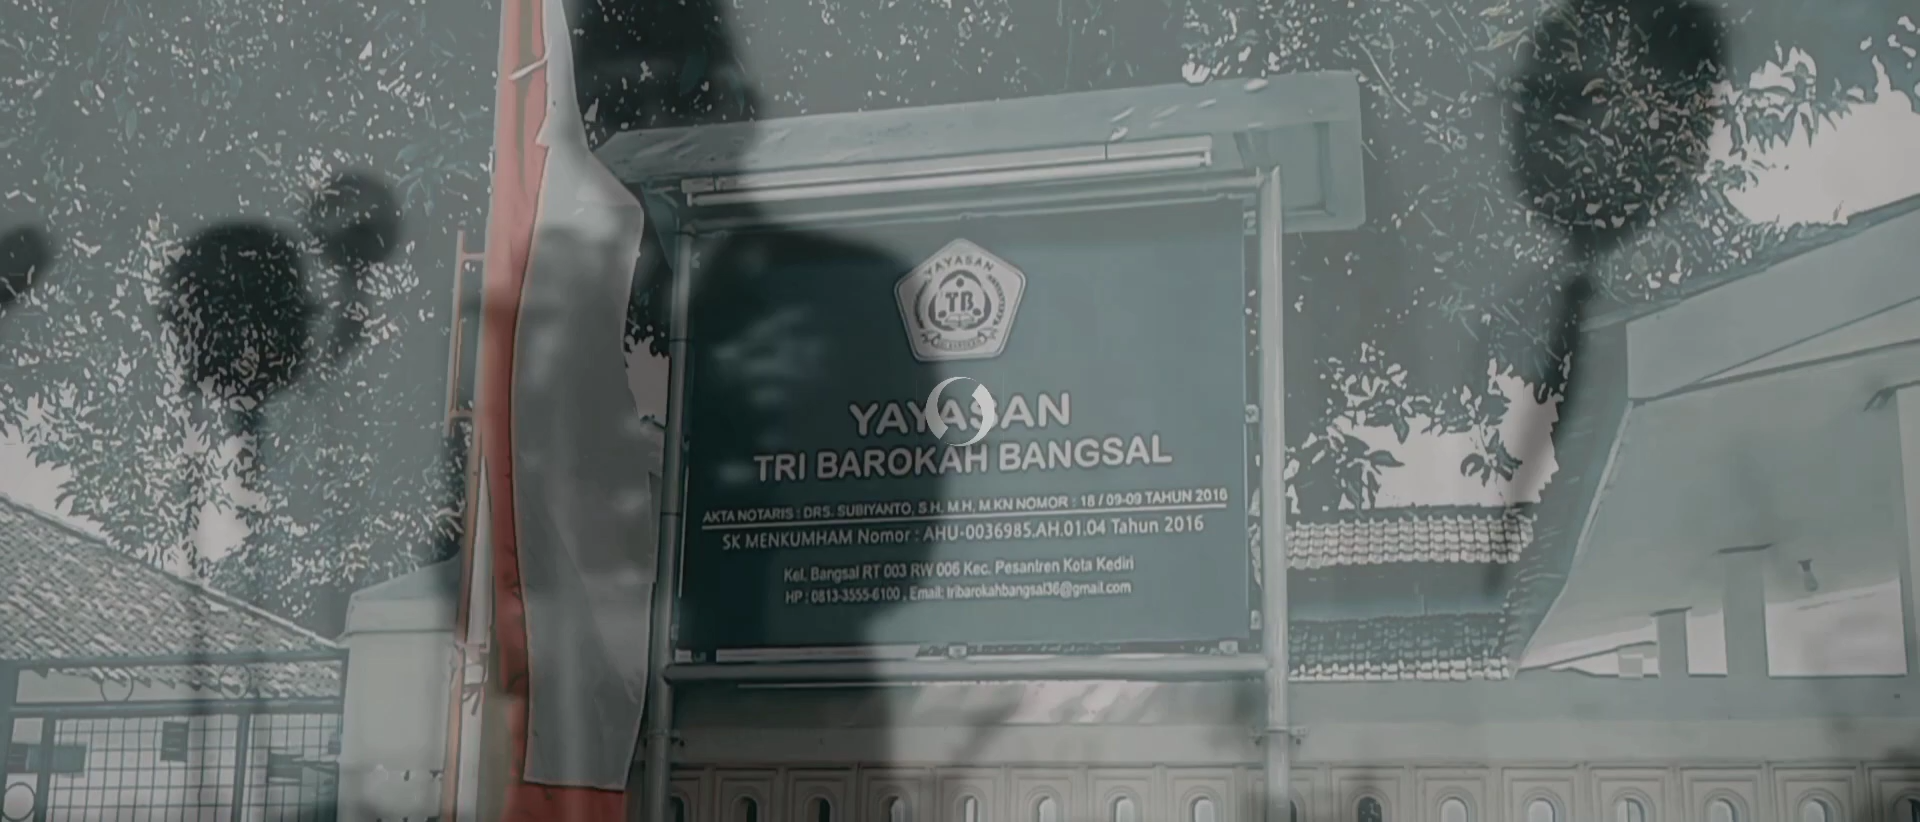 YAYASAN
TB
YAYASAN
TRI BAROKAH BANGSAL
AKTA NOTARIS : DRS. SUBIYANTO, S.H, M.H, M.KN NOMOR : 18 / 09-09 TAHUN 2016
SK MENKUMHAM Nomor : AHU-0036985.AH.01.04 Tahun 2016
Kel. Bangsal RT 003 RW 006 Kec. Pesantren Kota Kediri
HP : 0813-3555-6100 , Email: tribarokahbangsal36@gmail.com